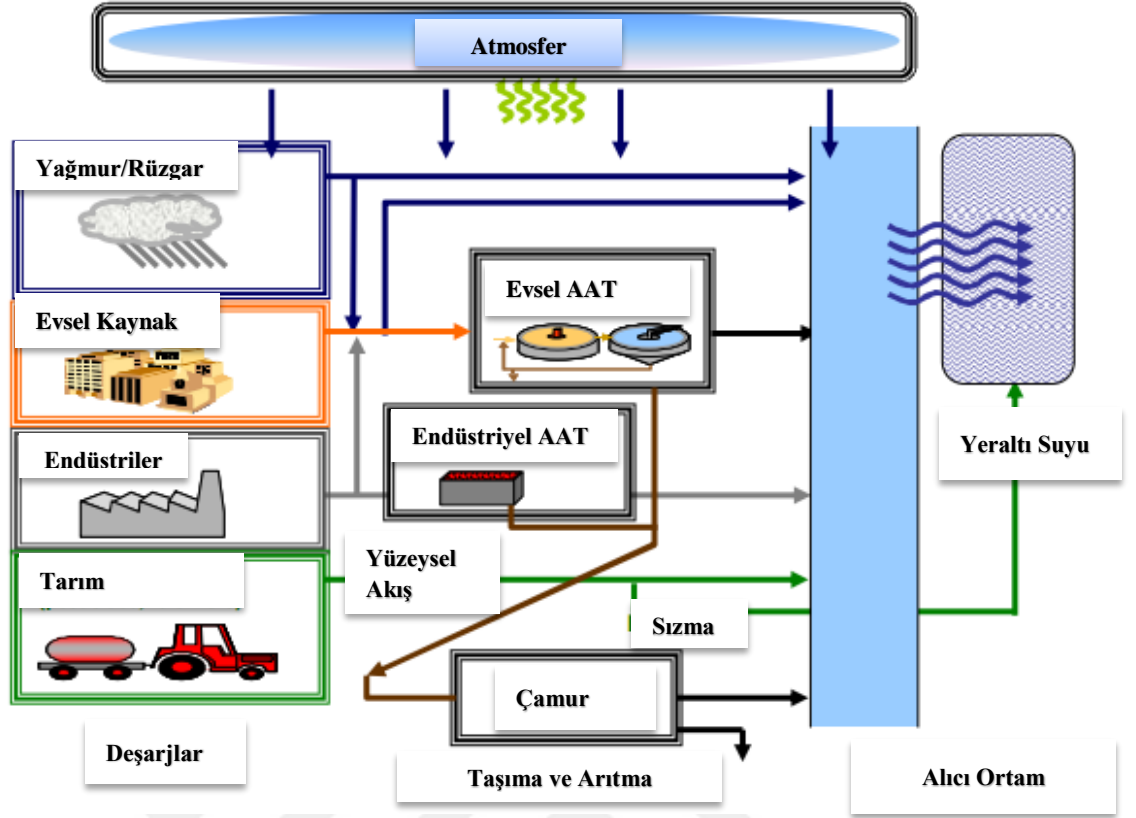 Atmosfer
Yağmur/Rüzgar
Evsel Kaynak
Evsel AAT
Endüstriyel AAT
Endüstriler
Yeraltı Suyu
Yüzeysel
Akış
Tarım
Sızma
Çamur
Deşarjlar
Taşıma ve Arıtma
Alıcı Ortam